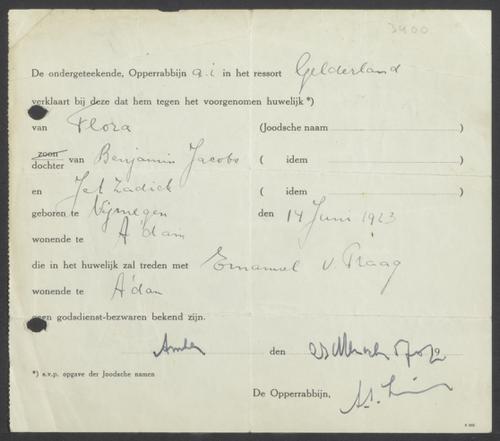 3400
De ondergeteekende, Opperrabbijn a.i in het ressort Gelderland
verklaart bij deze dat hem tegen het voorgenomen huwelijk *)
van Flora (Joodsche naam )
zoon
dochter van Benjamin Jacobs ( idem )
en Jet Zadick ( idem )
geboren te Nijmegen den 14 Juni 1923
wonende te A'dam
die in het huwelijk zal treden met Emanuel v. Praag
wonende te A'dam
geen godsdienst-bezwaren bekend zijn.
den
*) s.v.p. opgave der Joodsche namen
De Opperrabbijn,